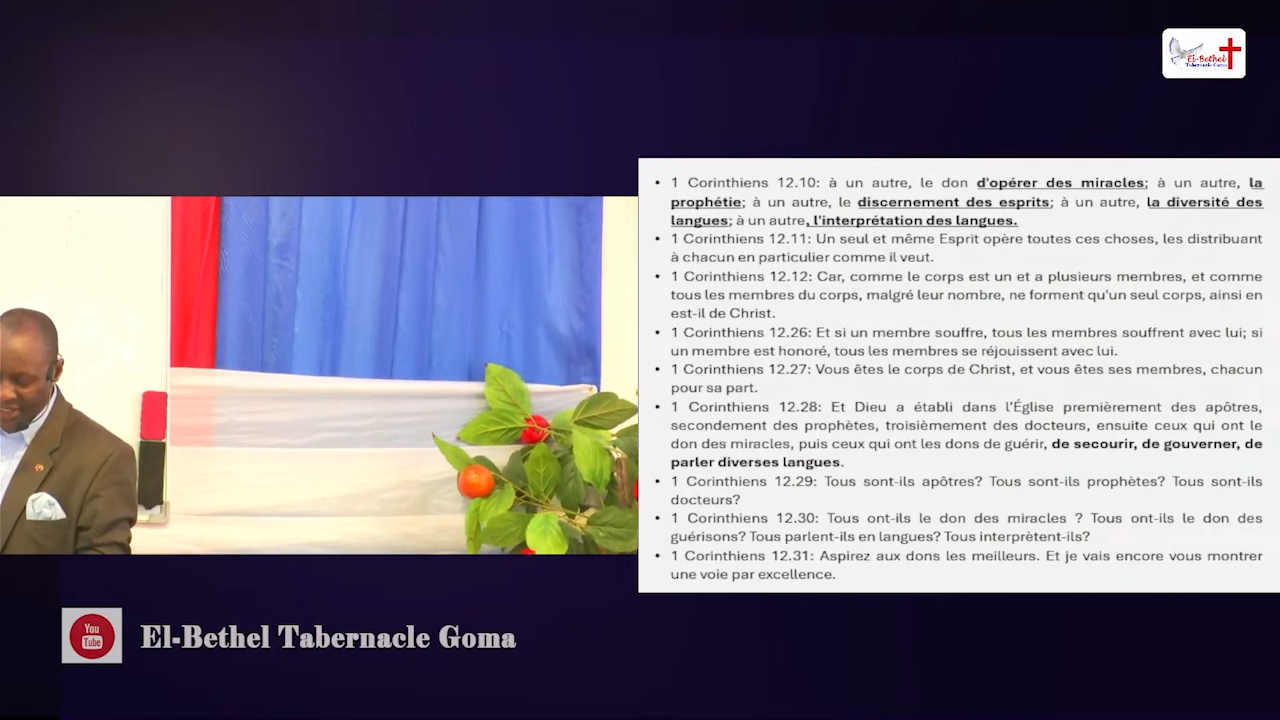 El-Bethel
Tabernacle Goma
• 1 Corinthiens 12.10: à un autre, le don d'opérer des miracles; à un autre, la
prophétie; à un autre, le discernement des esprits; à un autre, la diversité des
langues; à un autre, l'interprétation des langues.
• 1 Corinthiens 12.11: Un seul et même Esprit opère toutes ces choses, les distribuant
à chacun en particulier comme il veut.
• 1 Corinthiens 12.12: Car, comme le corps est un et a plusieurs membres, et comme
tous les membres du corps, malgré leur nombre, ne forment qu'un seul corps, ainsi en
est-il de Christ.
• 1 Corinthiens 12.26: Et si un membre souffre, tous les membres souffrent avec lui; si
un membre est honoré, tous les membres se réjouissent avec lui.
• 1 Corinthiens 12.27: Vous êtes le corps de Christ, et vous êtes ses membres, chacun
pour sa part.
• 1 Corinthiens 12.28: Et Dieu a établi dans l'Église premièrement des apôtres,
secondement des prophètes, troisièmement des docteurs, ensuite ceux qui ont le
don des miracles, puis ceux qui ont les dons de guérir, de secourir, de gouverner, de
parler diverses langues.
• 1 Corinthiens 12.29: Tous sont-ils apôtres? Tous sont-ils prophètes? Tous sont-ils
docteurs?
• 1 Corinthiens 12.30: Tous ont-ils le don des miracles ? Tous ont-ils le don des
guérisons? Tous parlent-ils en langues? Tous interprètent-ils?
• 1 Corinthiens 12.31: Aspirez aux dons les meilleurs. Et je vais encore vous montrer
une voie par excellence.
You
Tube
El-Bethel Tabernacle Goma